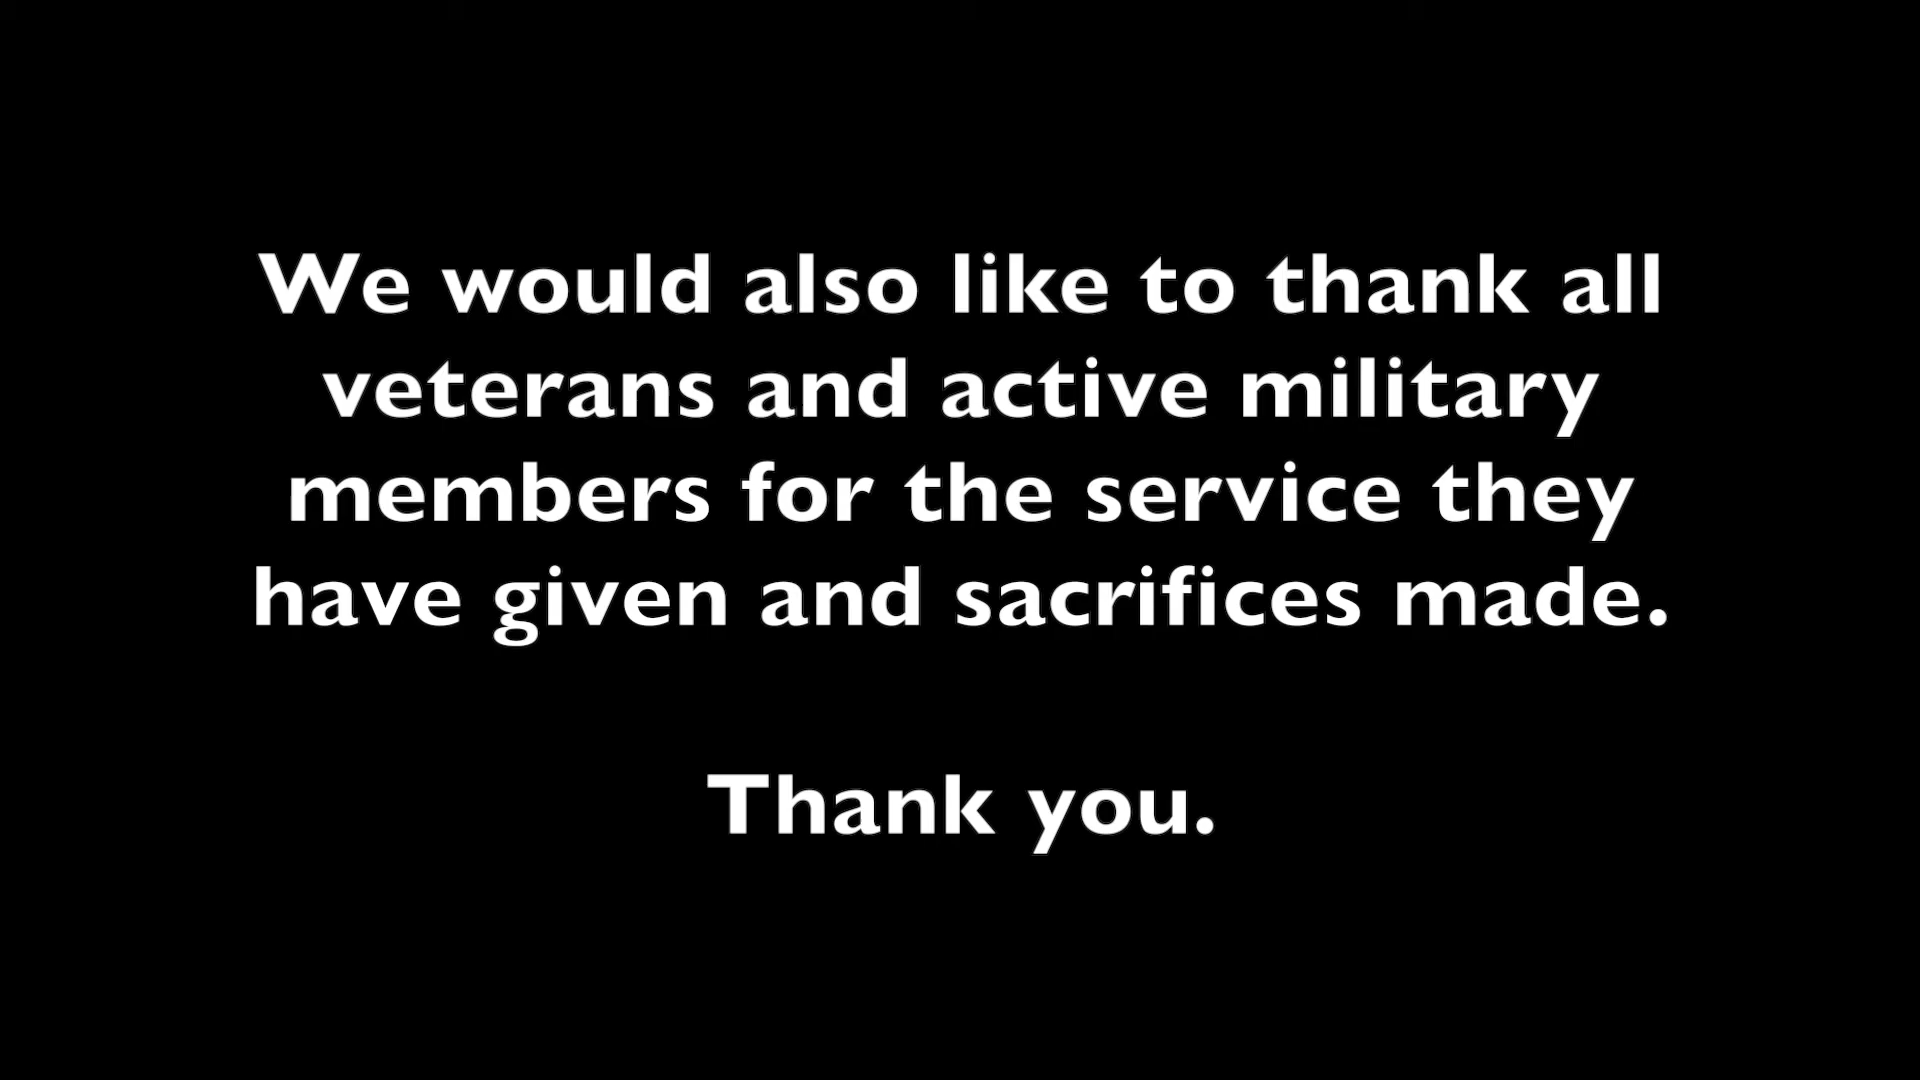 We would also like to thank all
veterans and active military
members for the service they
have given and sacrifices made.
Thank you.